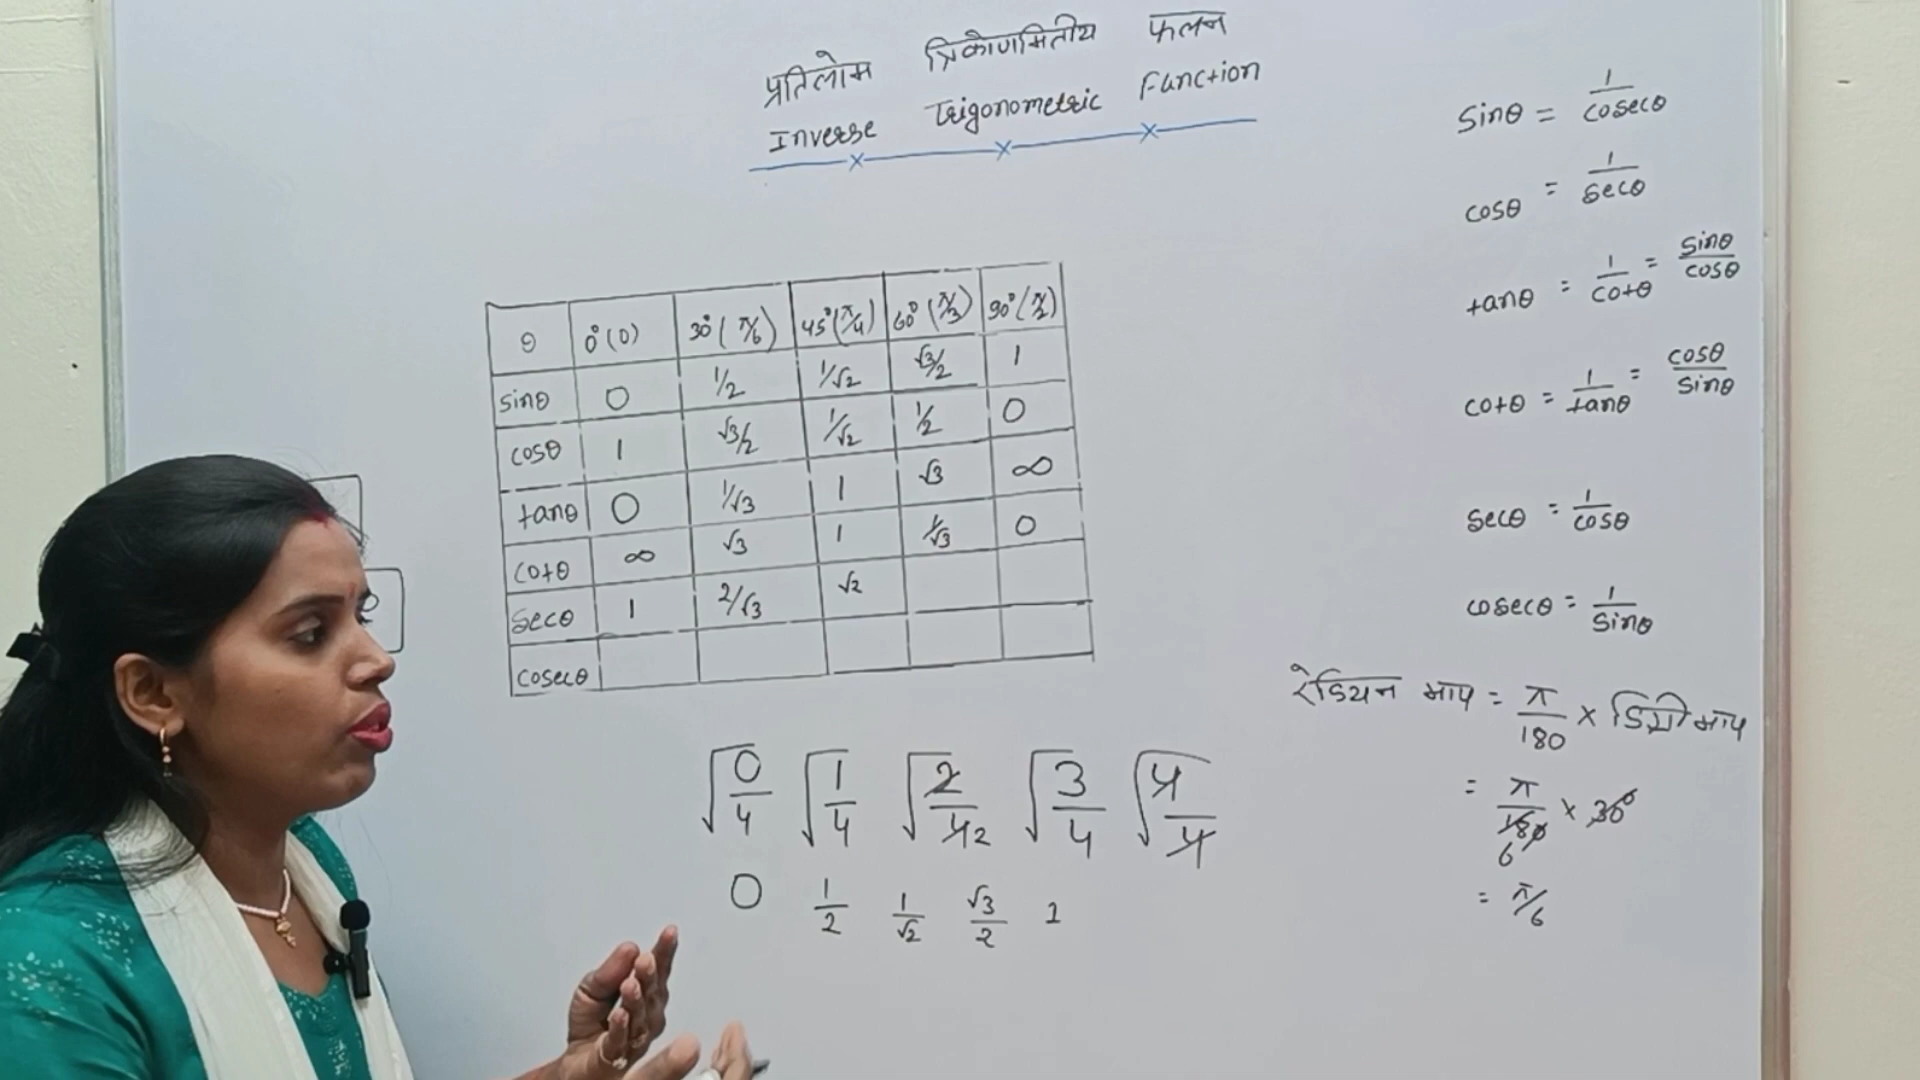 प्रतिलोम त्रिकोणमितीय फलन
Inverse Trigonometric Function
θ 0°(0) 30°(π/6) 45°(π/4) 60°(π/3) 90°(π/2)
sinθ 0 1/2 1/√2 √3/2 1
cosθ 1 √3/2 1/√2 1/2 0
tanθ 0 1/√3 1 √3 ∞
cotθ ∞ √3 1 1/√3 0
secθ 1 2/√3 √2
cosecθ
√0/4 √1/4 √2/4 2 √3/4 √4/4
0 1/2 1/√2 √3/2 1
sinθ = 1/cosecθ
cosθ = 1/secθ
tanθ = 1/cotθ = sinθ/cosθ
cotθ = 1/tanθ = cosθ/sinθ
secθ = 1/cosθ
cosecθ = 1/sinθ
रेडियन माप = π/180 × डिग्री माप
= π/180 × 30°
6
= π/6